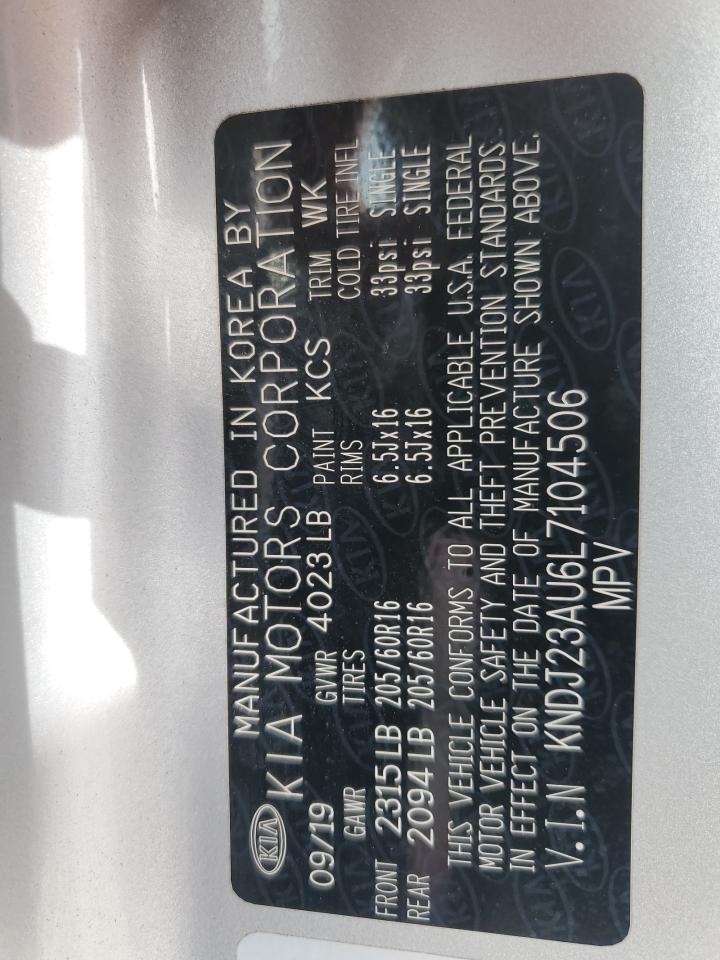 KIA MANUFACTURED IN KOREA BY
KIA MOTORS CORPORATION
09/19 GVWR 4023 LB PAINT KCS TRIM WK
GAWR TIRES RIMS COLD TIRE INFL
FRONT 2315 LB 205/60R16 6.5Jx16 33psi SINGLE
REAR 2094 LB 205/60R16 6.5Jx16 33psi SINGLE
THIS VEHICLE CONFORMS TO ALL APPLICABLE U.S.A. FEDERAL
MOTOR VEHICLE SAFETY AND THEFT PREVENTION STANDARDS
IN EFFECT ON THE DATE OF MANUFACTURE SHOWN ABOVE.
V.I.N KNDJ23AU6L7104506
MPV